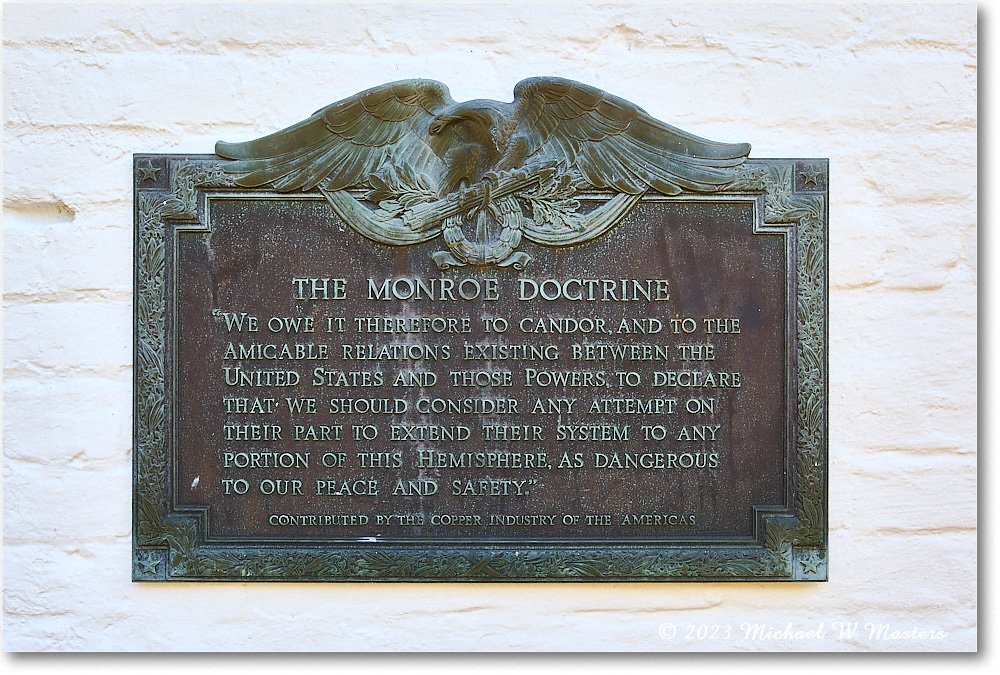 THE MONROE DOCTRINE
"WE OWE IT THEREFORE TO CANDOR, AND TO THE
AMICABLE RELATIONS EXISTING BETWEEN THE
UNITED STATES AND THOSE POWERS, TO DECLARE
THAT WE SHOULD CONSIDER ANY ATTEMPT ON
THEIR PART TO EXTEND THEIR SYSTEM TO ANY
PORTION OF THIS HEMISPHERE, AS DANGEROUS
TO OUR PEACE AND SAFETY."
CONTRIBUTED BY THE COPPER INDUSTRY OF THE AMERICAS
© 2023 Michael W Masters